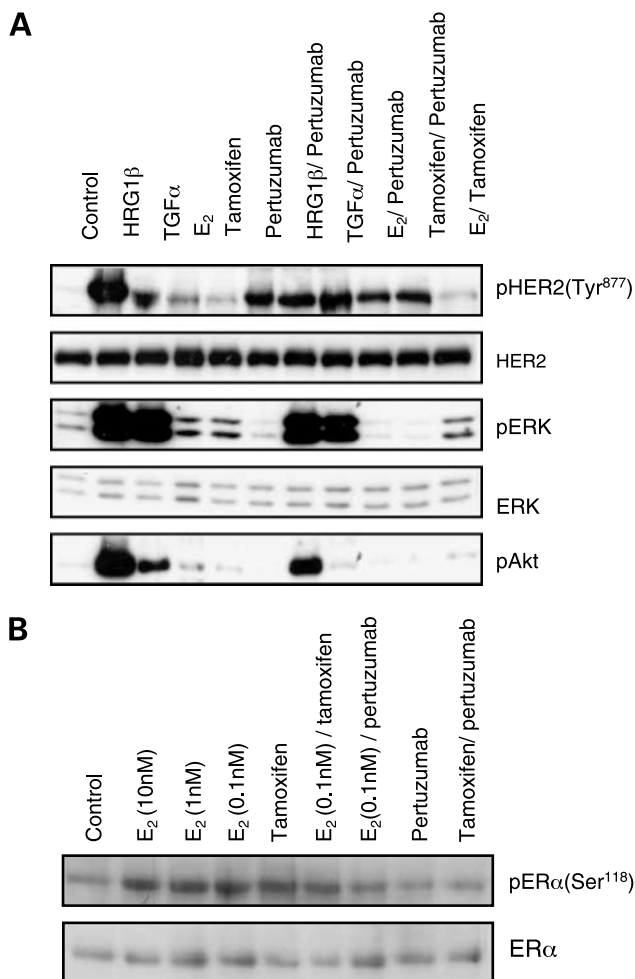 A
Control
HRG1β
TGFα
E₂
Tamoxifen
Pertuzumab
HRG1β/ Pertuzumab
TGFα/ Pertuzumab
E₂/ Pertuzumab
Tamoxifen/ Pertuzumab
E₂/ Tamoxifen
pHER2(Tyr⁸⁷⁷)
HER2
pERK
ERK
pAkt
B
Control
E₂ (10nM)
E₂ (1nM)
E₂ (0.1nM)
Tamoxifen
E₂ (0.1nM) / tamoxifen
E₂(0.1nM) / pertuzumab
Pertuzumab
Tamoxifen/ pertuzumab
pERα(Ser¹¹⁸)
ERα